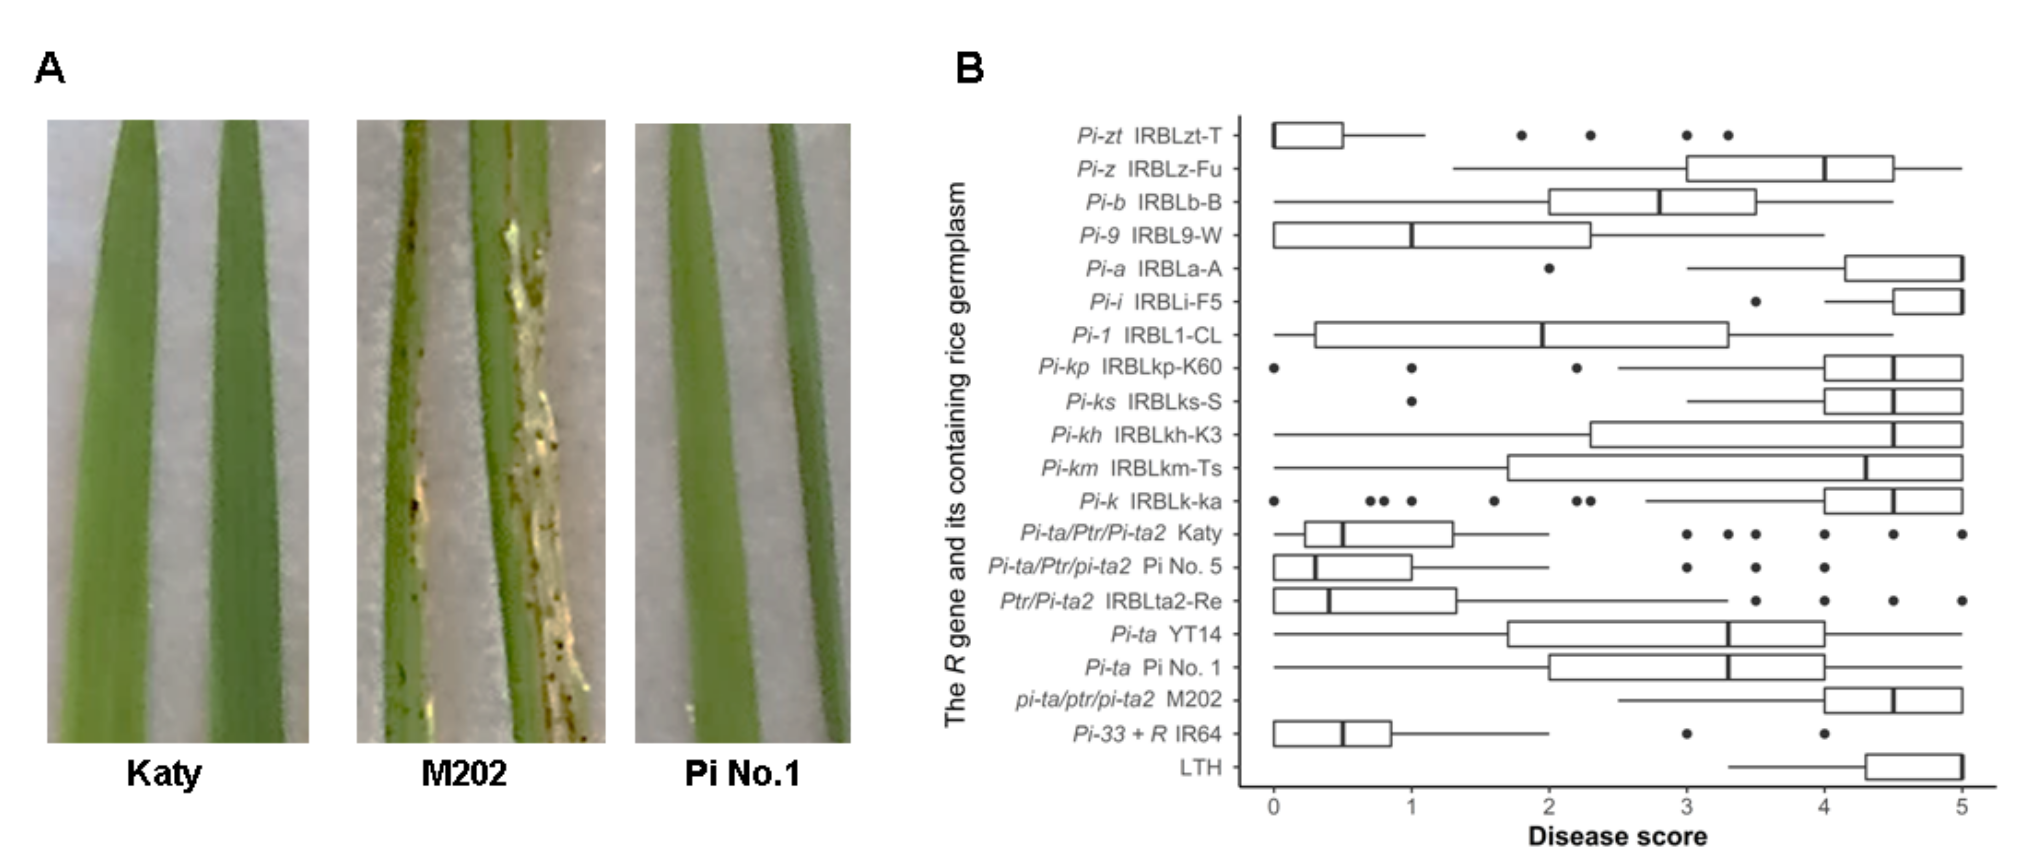 A
B
Katy
M202
Pi No.1
The R gene and its containing rice germplasm
Pi-zt IRBLzt-T
Pi-z IRBLz-Fu
Pi-b IRBLb-B
Pi-9 IRBL9-W
Pi-a IRBLa-A
Pi-i IRBLi-F5
Pi-1 IRBL1-CL
Pi-kp IRBLkp-K60
Pi-ks IRBLks-S
Pi-kh IRBLkh-K3
Pi-km IRBLkm-Ts
Pi-k IRBLk-ka
Pi-ta/Ptr/Pi-ta2 Katy
Pi-ta/Ptr/pi-ta2 Pi No. 5
Ptr/Pi-ta2 IRBLta2-Re
Pi-ta YT14
Pi-ta Pi No. 1
pi-ta/ptr/pi-ta2 M202
Pi-33 + R IR64
LTH
0 1 2 3 4 5
Disease score